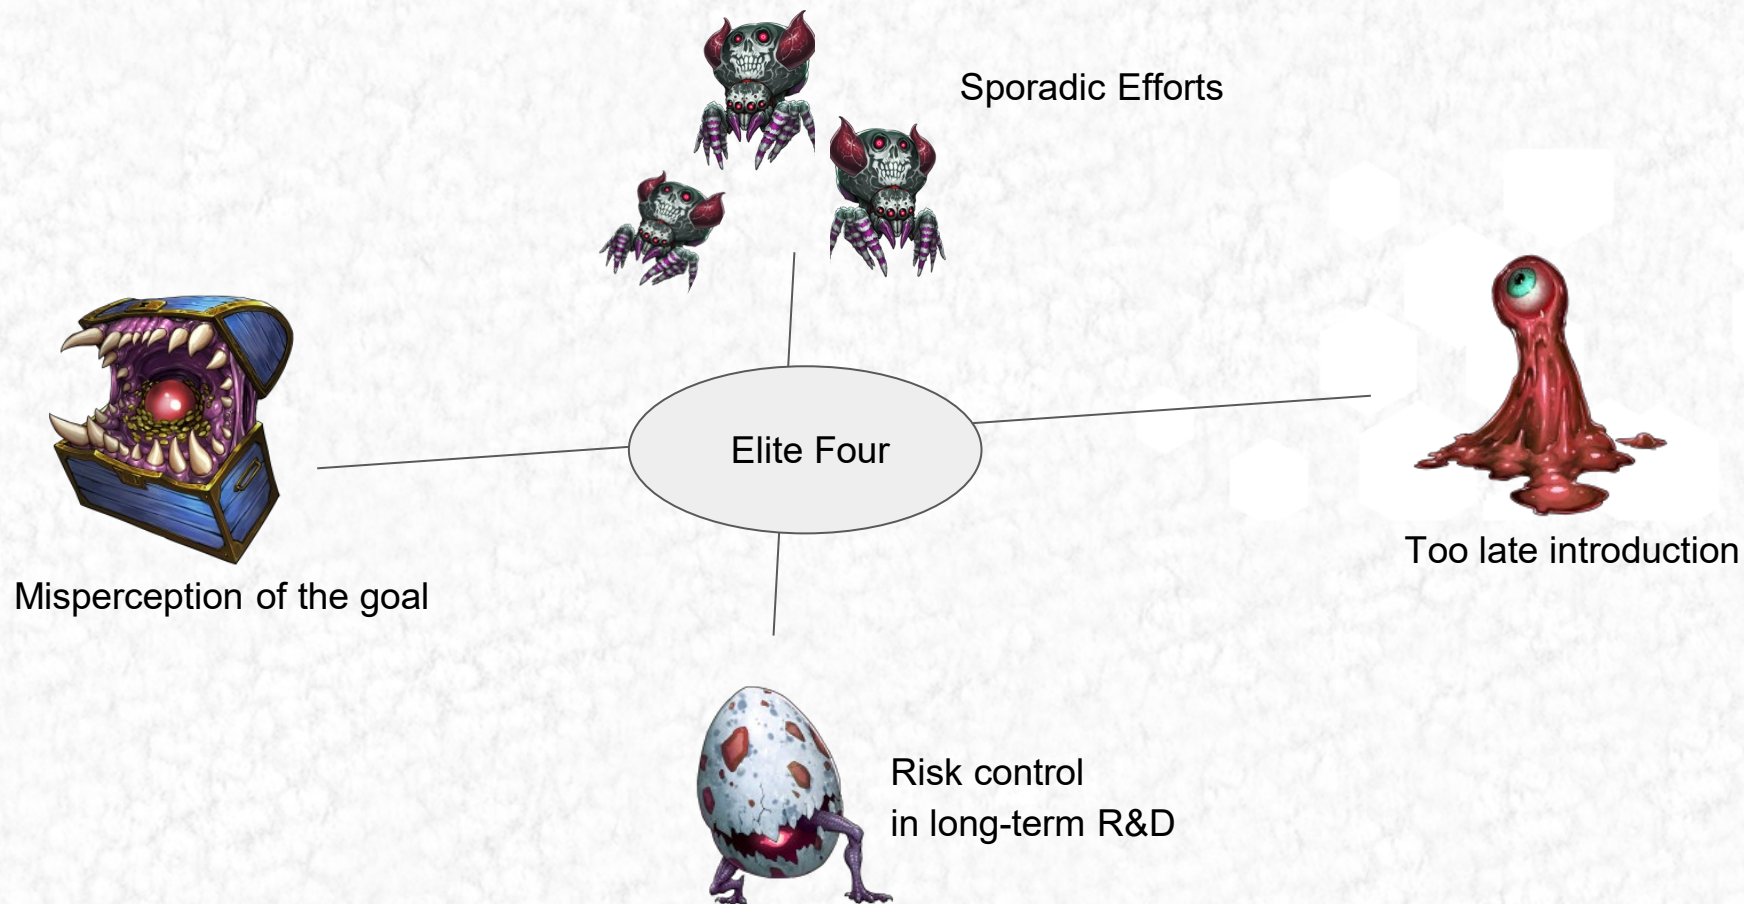 Sporadic Efforts
Elite Four
Too late introduction
Misperception of the goal
Risk control
in long-term R&D